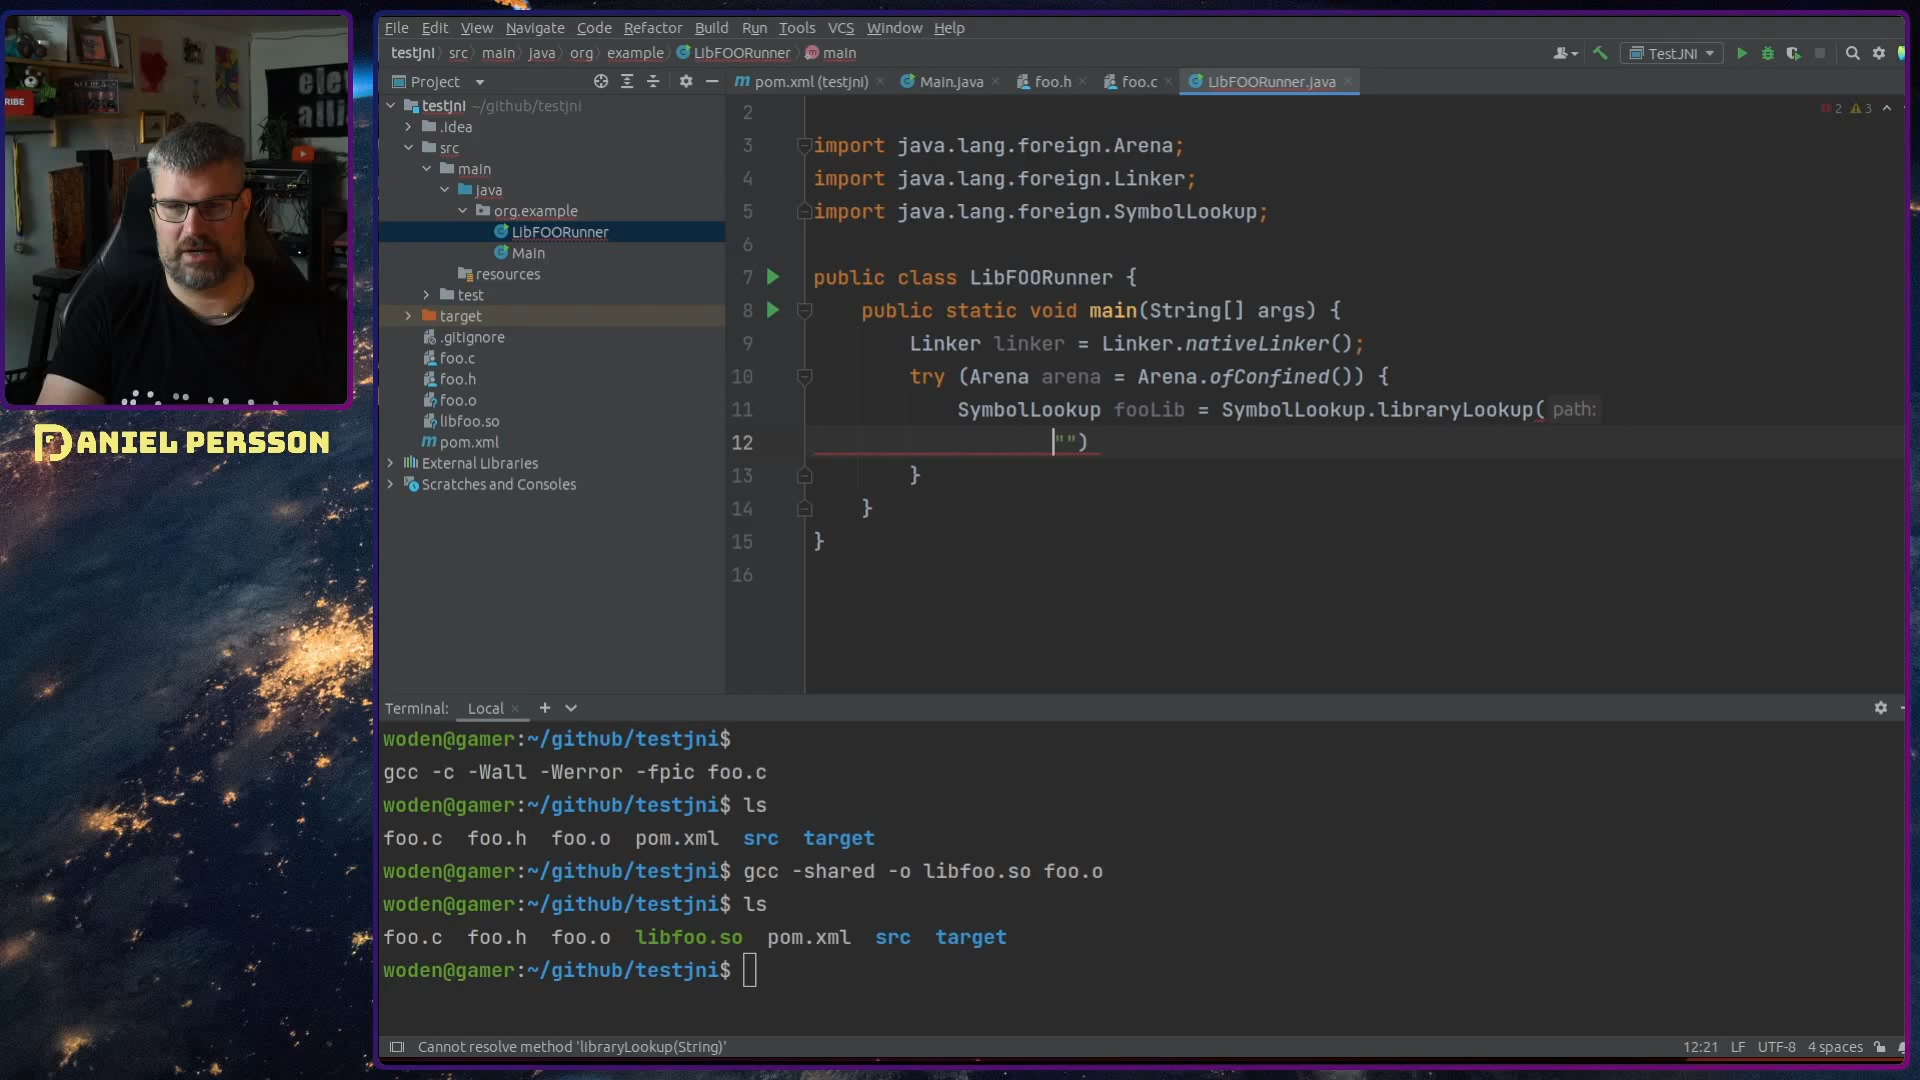 File Edit View Navigate Code Refactor Build Run Tools VCS Window Help
testjni src main java org example LibFOORunner main
TestJNI
Project
pom.xml (testjni) Main.java foo.h foo.c LibFOORunner.java
testjni ~/github/testjni
.idea
src
main
java
org.example
LibFOORunner
Main
resources
test
target
.gitignore
foo.c
foo.h
foo.o
libfoo.so
pom.xml
External Libraries
Scratches and Consoles
2 3
2
3 import java.lang.foreign.Arena;
4 import java.lang.foreign.Linker;
5 import java.lang.foreign.SymbolLookup;
6
7 public class LibFOORunner {
8 public static void main(String[] args) {
9 Linker linker = Linker.nativeLinker();
10 try (Arena arena = Arena.ofConfined()) {
11 SymbolLookup fooLib = SymbolLookup.libraryLookup( path:
12 "")
13 }
14 }
15 }
16
Terminal: Local
woden@gamer:~/github/testjni$
gcc -c -Wall -Werror -fpic foo.c
woden@gamer:~/github/testjni$ ls
foo.c foo.h foo.o pom.xml src target
woden@gamer:~/github/testjni$ gcc -shared -o libfoo.so foo.o
woden@gamer:~/github/testjni$ ls
foo.c foo.h foo.o libfoo.so pom.xml src target
woden@gamer:~/github/testjni$
Cannot resolve method 'libraryLookup(String)'
12:21 LF UTF-8 4 spaces
DANIEL PERSSON
RIBE